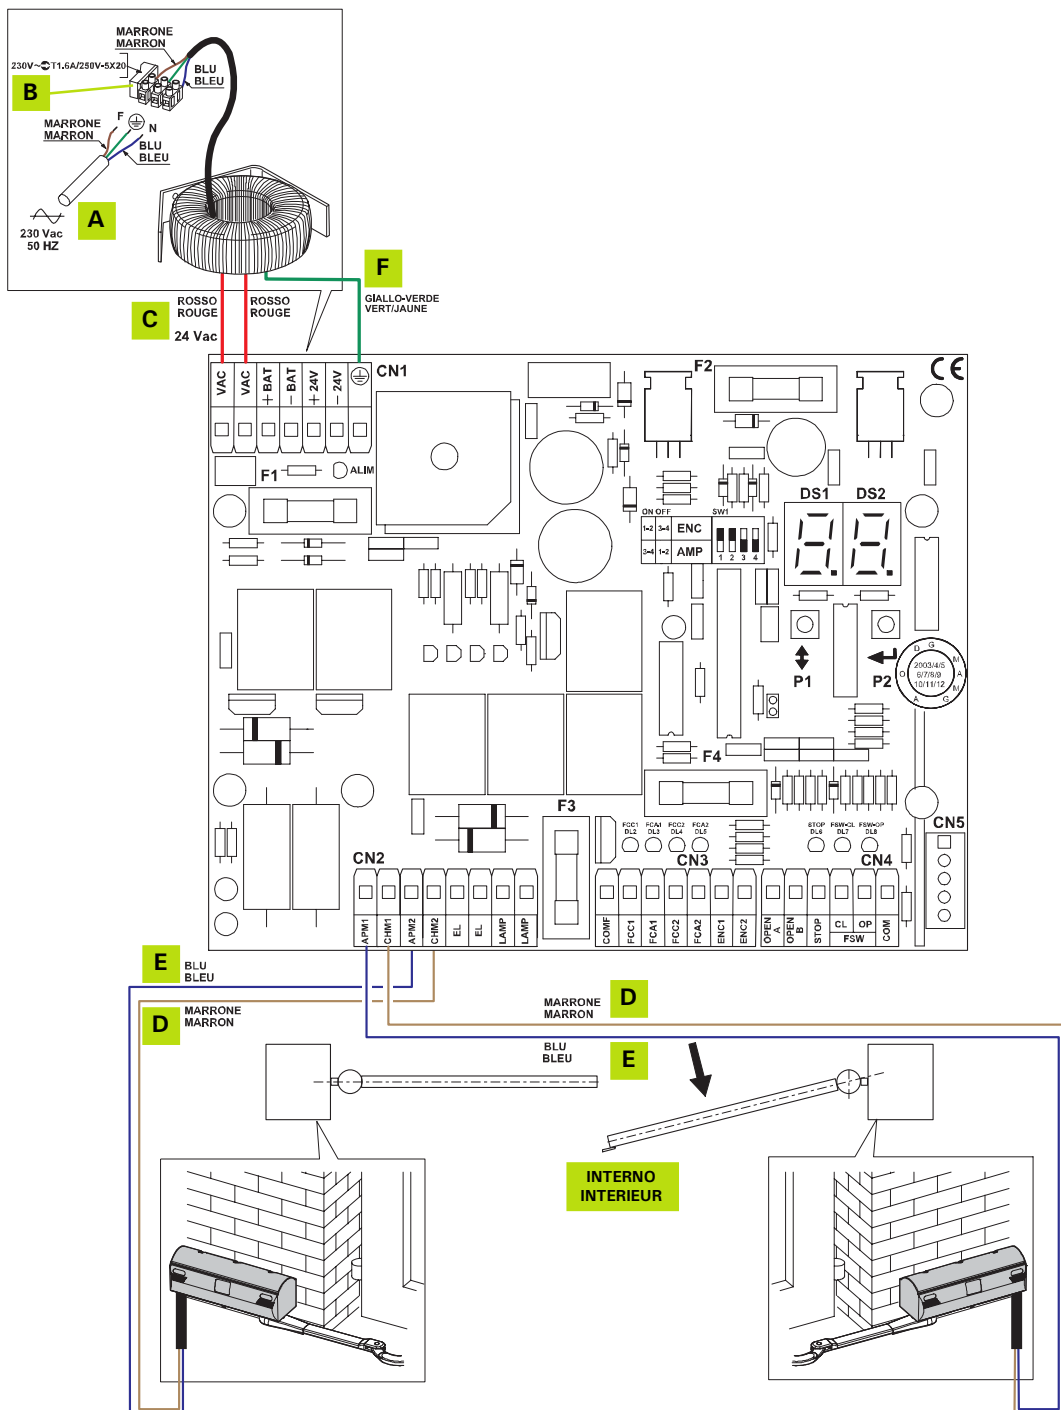 MARRONE
MARRON
230V~ T1.6A/250V-5X20
BLU
BLEU
B
F
N
MARRONE
MARRON
BLU
BLEU
A
230 Vac
50 HZ
F
GIALLO-VERDE
VERT/JAUNE
C
ROSSO
ROUGE
ROSSO
ROUGE
24 Vac
VAC
VAC
+ BAT
- BAT
+ 24V
- 24V
CN1
F2
CE
F1
ALIM
DS1
DS2
ON OFF
SW1
1-2 3-4 ENC
3-4 1-2 AMP
1 2 3 4
P1
P2
D G M A M G A O
2003/4/5
6/7/8/9
10/11/12
F4
F3
FCC1
DL2
FCA1
DL3
FCC2
DL4
FCA2
DL5
STOP
DL6
FSW-CL
DL7
FSW-OP
DL8
CN5
CN2
CN3
CN4
APM1
CHM1
APM2
CHM2
EL
EL
LAMP
LAMP
COMF
FCC1
FCA1
FCC2
FCA2
ENC1
ENC2
OPEN
A
OPEN
B
STOP
CL
OP
FSW
COM
E
BLU
BLEU
D
MARRONE
MARRON
MARRONE
MARRON
D
BLU
BLEU
E
INTERNO
INTERIEUR